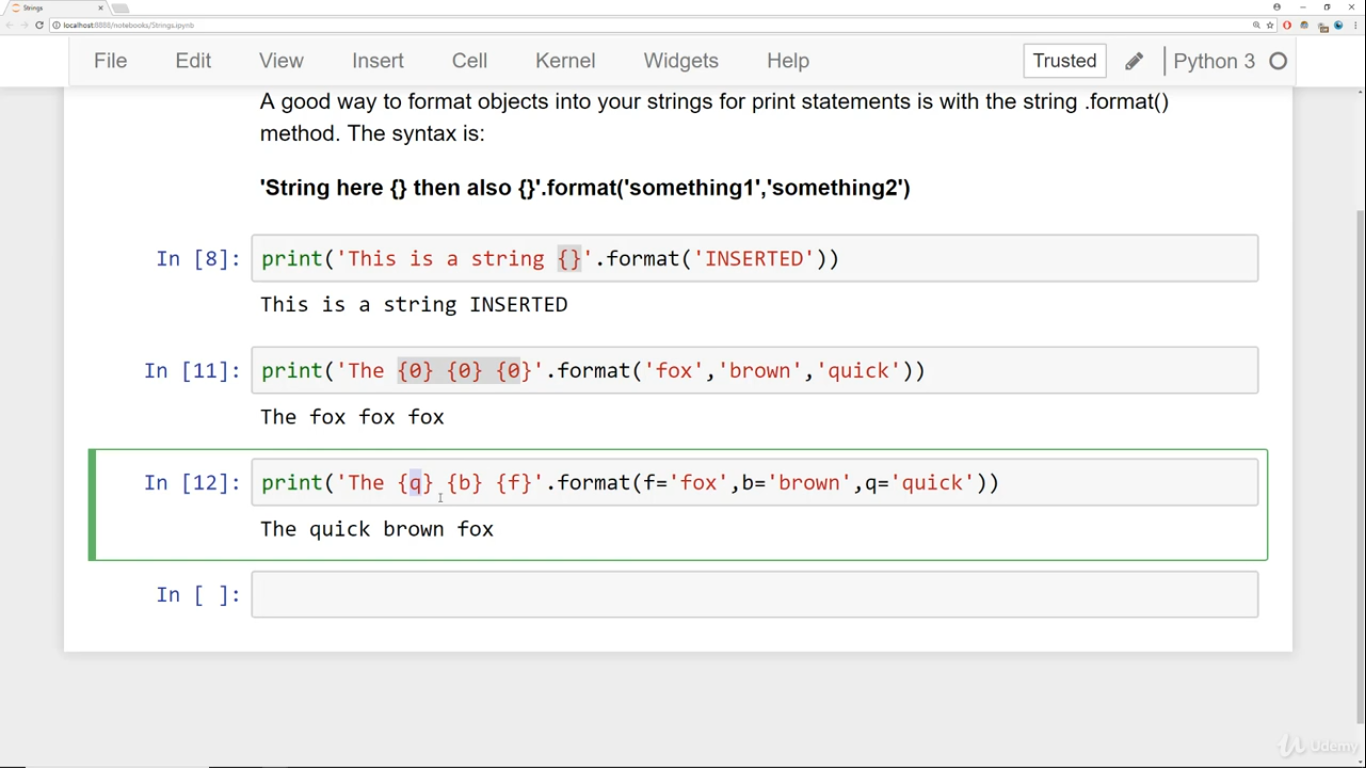 Strings
localhost:8888/notebooks/Strings.ipynb
File Edit View Insert Cell Kernel Widgets Help Trusted Python 3
A good way to format objects into your strings for print statements is with the string .format()
method. The syntax is:
'String here {} then also {}'.format('something1','something2')
In [8]: print('This is a string {}'.format('INSERTED'))
This is a string INSERTED
In [11]: print('The {0} {0} {0}'.format('fox','brown','quick'))
The fox fox fox
In [12]: print('The {q} {b} {f}'.format(f='fox',b='brown',q='quick'))
The quick brown fox
In [ ]:
Udemy